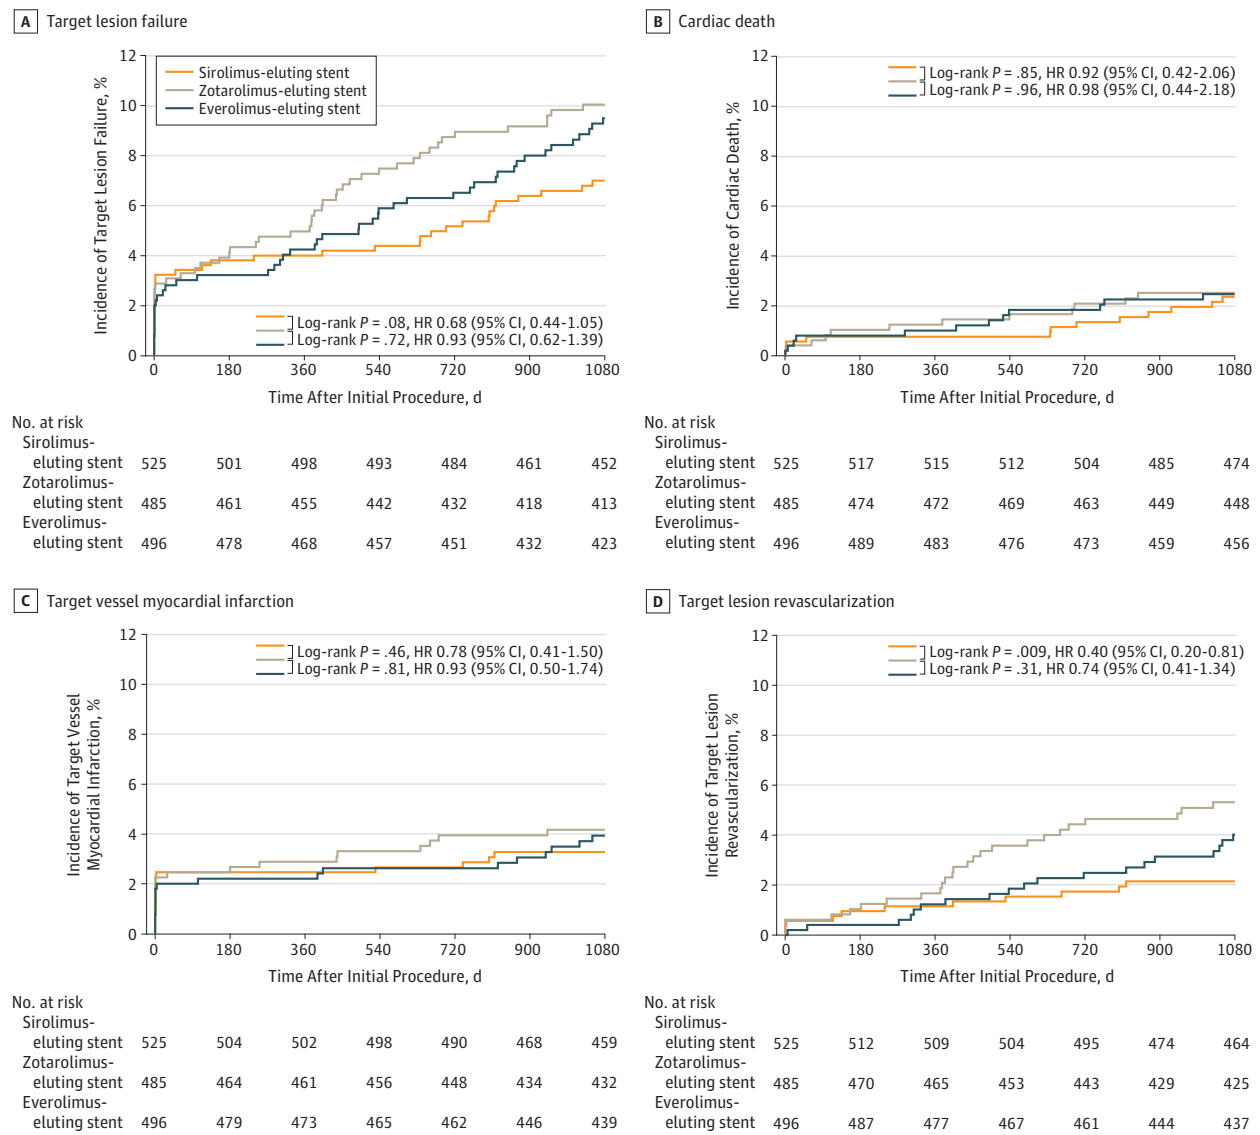 A Target lesion failure
Incidence of Target Lesion Failure, %
12
10
8
6
4
2
0
Sirolimus-eluting stent
Zotarolimus-eluting stent
Everolimus-eluting stent
Log-rank P = .08, HR 0.68 (95% CI, 0.44-1.05)
Log-rank P = .72, HR 0.93 (95% CI, 0.62-1.39)
0 180 360 540 720 900 1080
Time After Initial Procedure, d
No. at risk
Sirolimus-
eluting stent 525 501 498 493 484 461 452
Zotarolimus-
eluting stent 485 461 455 442 432 418 413
Everolimus-
eluting stent 496 478 468 457 451 432 423
B Cardiac death
Incidence of Cardiac Death, %
12
10
8
6
4
2
0
Log-rank P = .85, HR 0.92 (95% CI, 0.42-2.06)
Log-rank P = .96, HR 0.98 (95% CI, 0.44-2.18)
0 180 360 540 720 900 1080
Time After Initial Procedure, d
No. at risk
Sirolimus-
eluting stent 525 517 515 512 504 485 474
Zotarolimus-
eluting stent 485 474 472 469 463 449 448
Everolimus-
eluting stent 496 489 483 476 473 459 456
C Target vessel myocardial infarction
Incidence of Target Vessel
Myocardial Infarction, %
12
10
8
6
4
2
0
Log-rank P = .46, HR 0.78 (95% CI, 0.41-1.50)
Log-rank P = .81, HR 0.93 (95% CI, 0.50-1.74)
0 180 360 540 720 900 1080
Time After Initial Procedure, d
No. at risk
Sirolimus-
eluting stent 525 504 502 498 490 468 459
Zotarolimus-
eluting stent 485 464 461 456 448 434 432
Everolimus-
eluting stent 496 479 473 465 462 446 439
D Target lesion revascularization
Incidence of Target Lesion
Revascularization, %
12
10
8
6
4
2
0
Log-rank P = .009, HR 0.40 (95% CI, 0.20-0.81)
Log-rank P = .31, HR 0.74 (95% CI, 0.41-1.34)
0 180 360 540 720 900 1080
Time After Initial Procedure, d
No. at risk
Sirolimus-
eluting stent 525 512 509 504 495 474 464
Zotarolimus-
eluting stent 485 470 465 453 443 429 425
Everolimus-
eluting stent 496 487 477 467 461 444 437